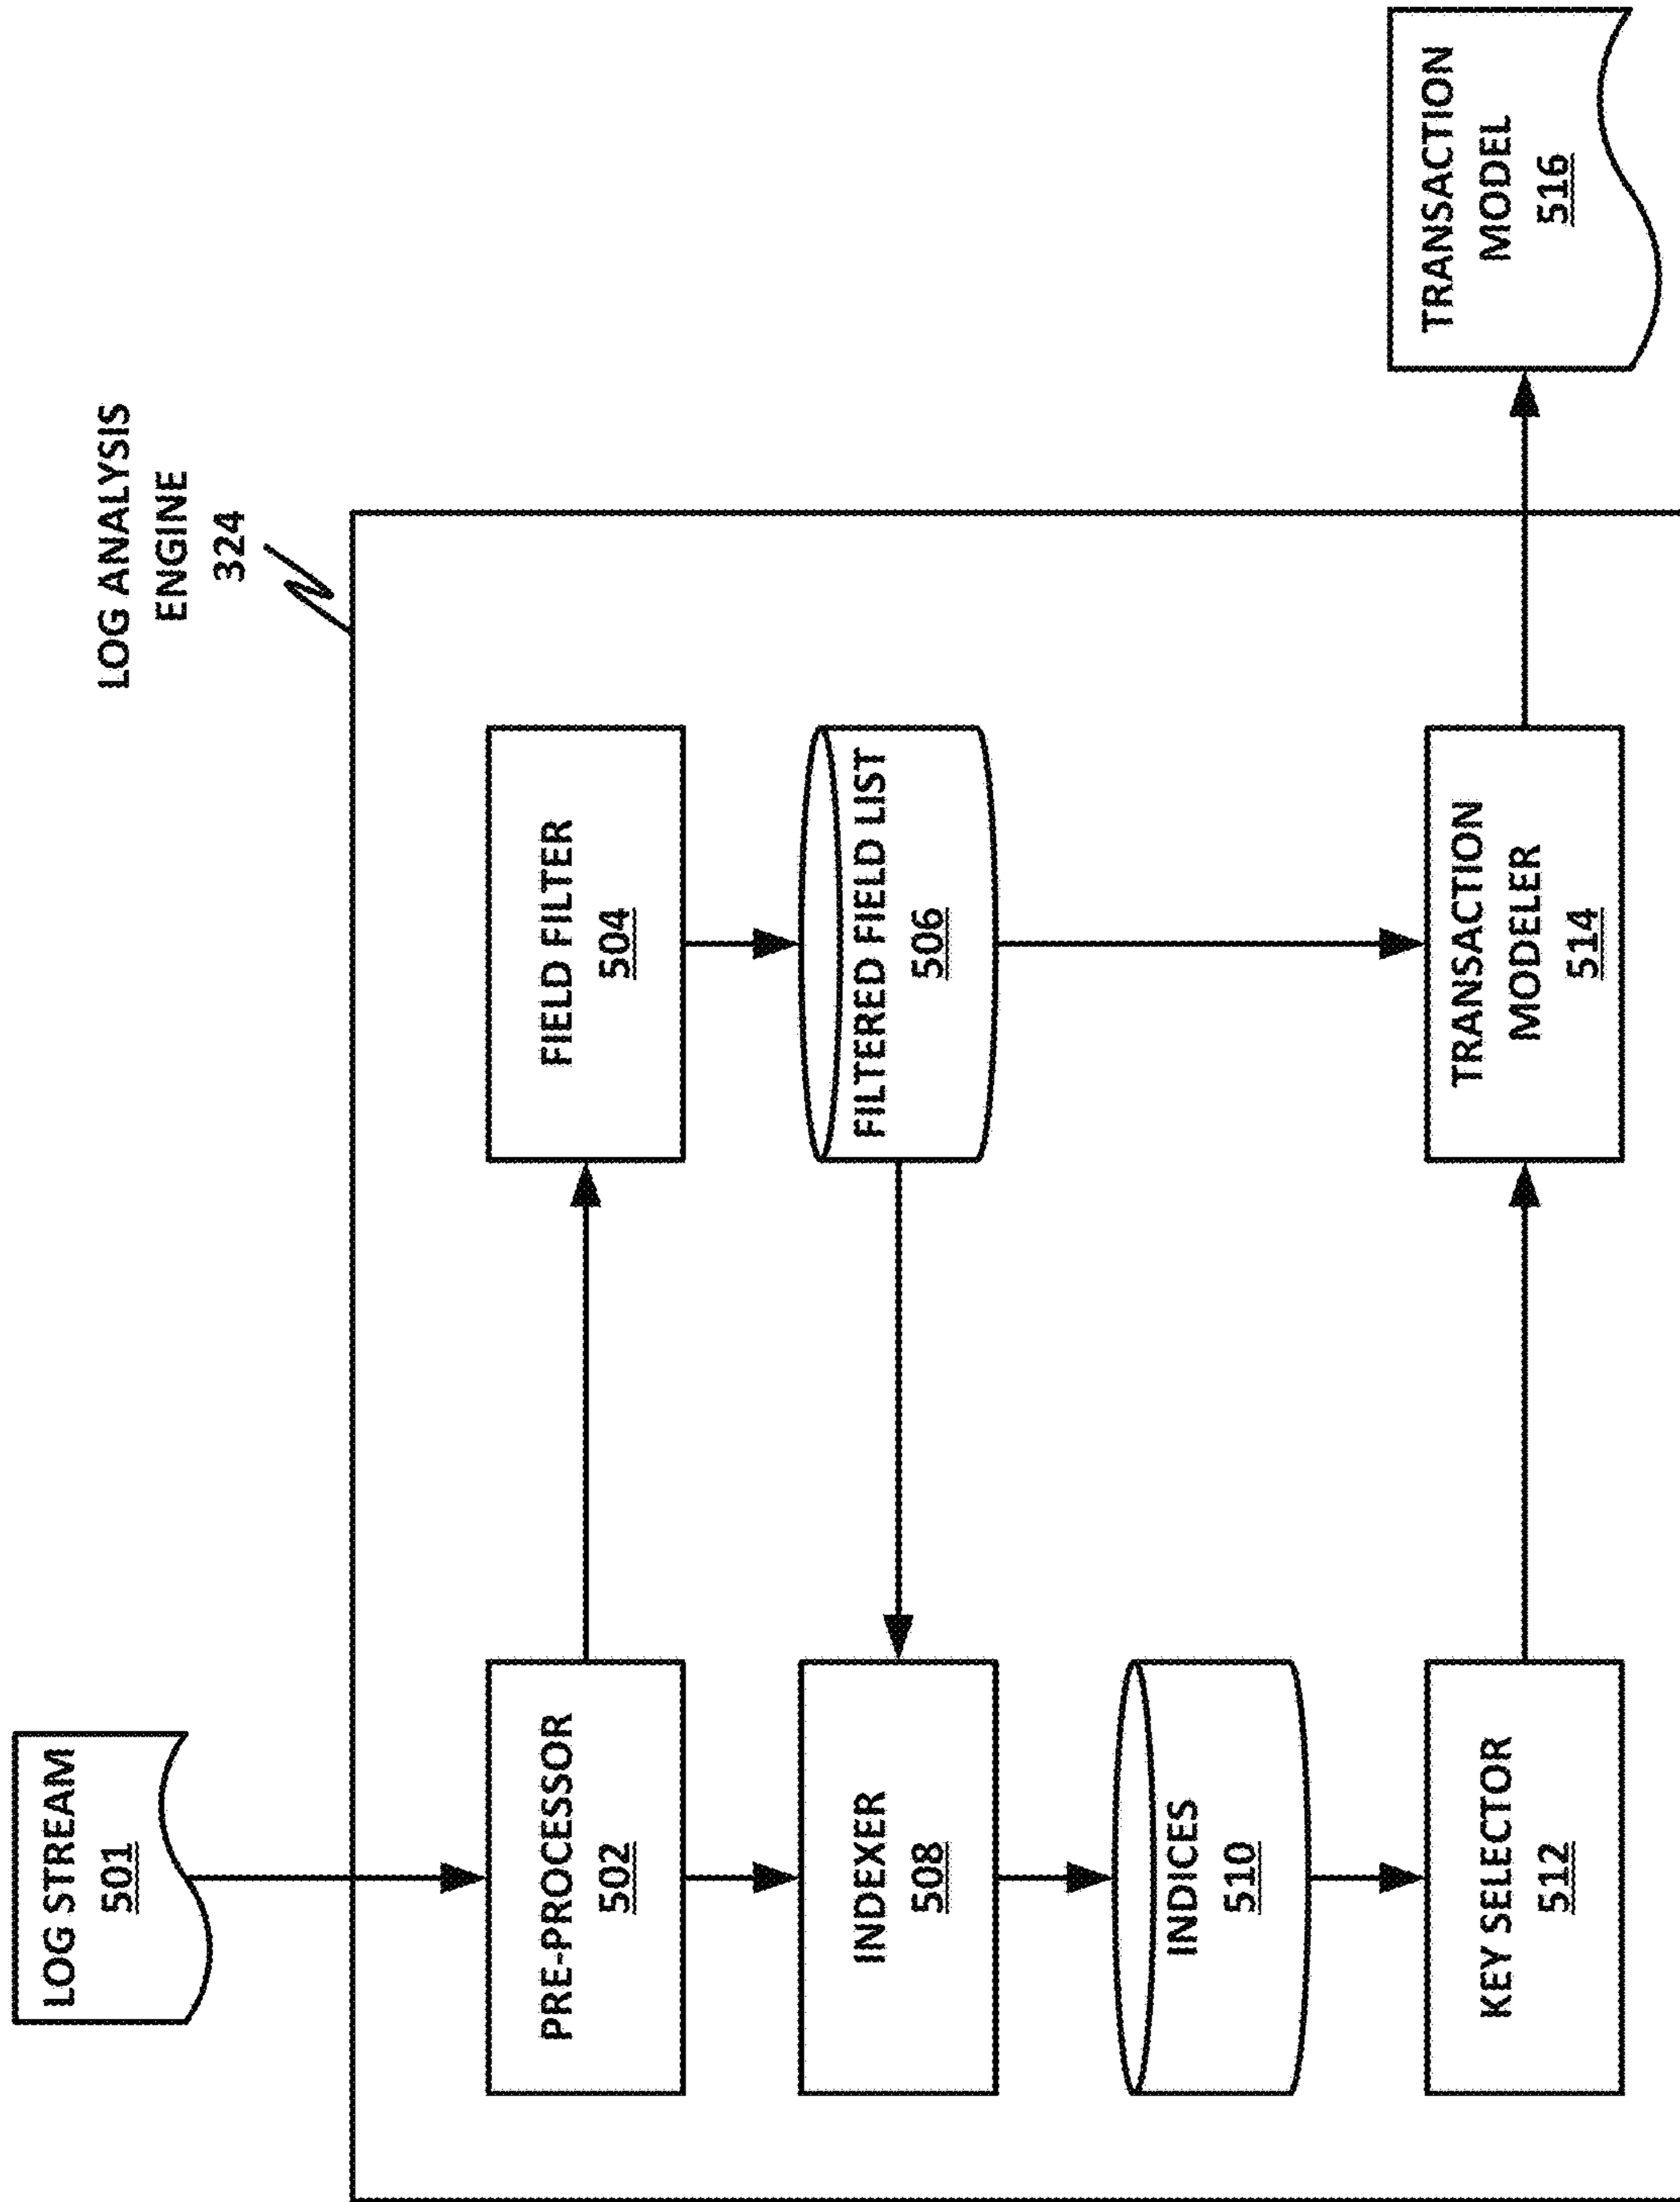 LOG STREAM
501
LOG ANALYSIS
ENGINE
324
PRE-PROCESSOR
502
FIELD FILTER
504
INDEXER
508
FILTERED FIELD LIST
506
INDICES
510
KEY SELECTOR
512
TRANSACTION
MODELER
514
TRANSACTION
MODEL
516